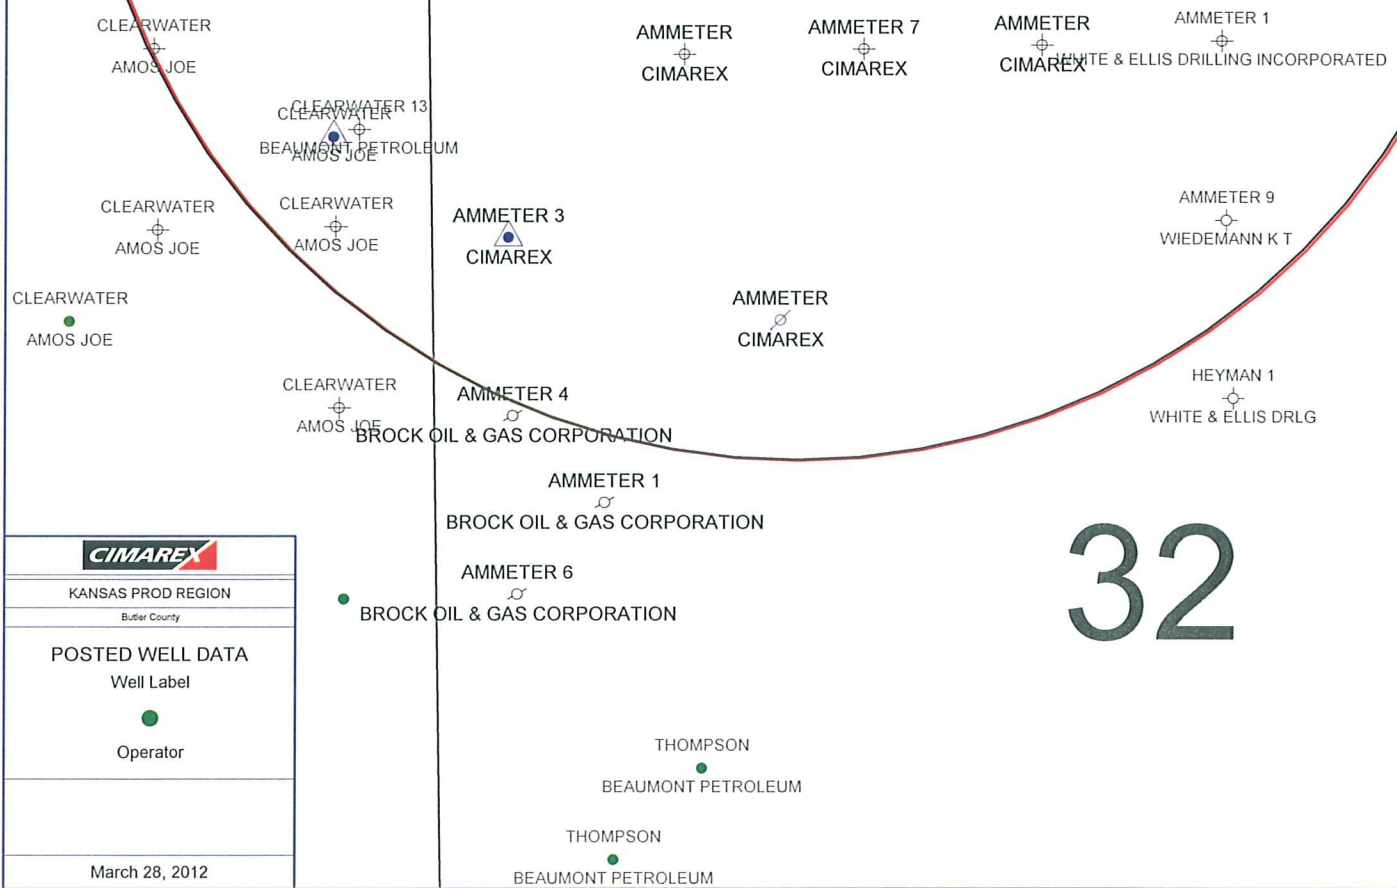 CLEARWATER
AMOS JOE
AMMETER
CIMAREX
AMMETER 7
CIMAREX
AMMETER
CIMAREX
AMMETER 1
WHITE & ELLIS DRILLING INCORPORATED
CLEARWATER 13
CLEARWATER
BEAUMONT PETROLEUM
AMOS JOE
CLEARWATER
AMOS JOE
CLEARWATER
AMOS JOE
AMMETER 3
CIMAREX
AMMETER 9
WIEDEMANN K T
CLEARWATER
AMOS JOE
AMMETER
CIMAREX
CLEARWATER
AMOS JOE
AMMETER 4
BROCK OIL & GAS CORPORATION
HEYMAN 1
WHITE & ELLIS DRLG
AMMETER 1
BROCK OIL & GAS CORPORATION
AMMETER 6
BROCK OIL & GAS CORPORATION
32
CIMAREX
KANSAS PROD REGION
Butler County
POSTED WELL DATA
Well Label
Operator
March 28, 2012
THOMPSON
BEAUMONT PETROLEUM
THOMPSON
BEAUMONT PETROLEUM